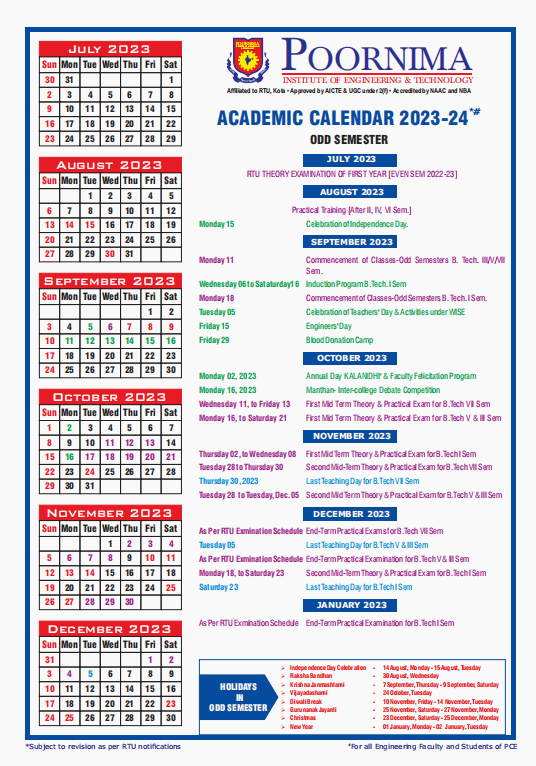 JULY 2023
Sun Mon Tue Wed Thu Fri Sat
30 31 1
2 3 4 5 6 7 8
9 10 11 12 13 14 15
16 17 18 19 20 21 22
23 24 25 26 27 28 29
AUGUST 2023
Sun Mon Tue Wed Thu Fri Sat
1 2 3 4 5
6 7 8 9 10 11 12
13 14 15 16 17 18 19
20 21 22 23 24 25 26
27 28 29 30 31
SEPTEMBER 2023
Sun Mon Tue Wed Thu Fri Sat
1 2
3 4 5 6 7 8 9
10 11 12 13 14 15 16
17 18 19 20 21 22 23
24 25 26 27 28 29 30
OCTOBER 2023
Sun Mon Tue Wed Thu Fri Sat
1 2 3 4 5 6 7
8 9 10 11 12 13 14
15 16 17 18 19 20 21
22 23 24 25 26 27 28
29 30 31
NOVEMBER 2023
Sun Mon Tue Wed Thu Fri Sat
1 2 3 4
5 6 7 8 9 10 11
12 13 14 15 16 17 18
19 20 21 22 23 24 25
26 27 28 29 30
DECEMBER 2023
Sun Mon Tue Wed Thu Fri Sat
31 1 2
3 4 5 6 7 8 9
10 11 12 13 14 15 16
17 18 19 20 21 22 23
24 25 26 27 28 29 30
POORNIMA
INSTITUTE OF ENGINEERING & TECHNOLOGY
Affiliated to RTU, Kota • Approved by AICTE & UGC under 2(f) • Accredited by NAAC and NBA
ACADEMIC CALENDAR 2023-24*#
ODD SEMESTER
JULY 2023
RTU THEORY EXAMINATION OF FIRST YEAR [EVEN SEM 2022-23]
AUGUST 2023
Practical Training [After II, IV, VI Sem.]
Monday 15 Celebration of Independence Day.
SEPTEMBER 2023
Monday 11 Commencement of Classes-Odd Semesters B. Tech. III/V/VII
Sem.
Wednesday 06 to Saturday16 Induction Program B.Tech. I Sem
Monday 18 Commencement of Classes-Odd Semesters B. Tech. I Sem.
Tuesday 05 Celebration of Teachers' Day & Activities under WISE
Friday 15 Engineers' Day
Friday 29 Blood Donation Camp
OCTOBER 2023
Monday 02, 2023 Annual Day KALANIDHI' & Faculty Felicitation Program
Monday 16, 2023 Manthan- Inter-college Debate Competition
Wednesday 11, to Friday 13 First Mid Term Theory & Practical Exam for B.Tech VII Sem
Monday 16, to Saturday 21 First Mid Term Theory & Practical Exam for B.Tech V & III Sem
NOVEMBER 2023
Thursday 02, to Wednesday 08 First Mid Term Theory & Practical Exam for B.Tech I Sem
Tuesday 28 to Thursday 30 Second Mid-Term Theory & Practical Exam for B.Tech VII Sem
Thursday 30, 2023 Last Teaching Day for B.Tech VII Sem
Tuesday 28 to Tuesday, Dec. 05 Second Mid-Term Theory & Practical Exam for B.Tech V & III Sem
DECEMBER 2023
As Per RTU Exmination Schedule End-Term Practical Exams for B.Tech VII Sem
Tuesday 05 Last Teaching Day for B.Tech V & III Sem
As Per RTU Exmination Schedule End-Term Practical Examination for B.Tech V & III Sem
Monday 18, to Saturday 23 Second Mid-Term Theory & Practical Exam for B.Tech I Sem
Saturday 23 Last Teaching Day for B.Tech I Sem
JANUARY 2023
As Per RTU Exmination Schedule End-Term Practical Examination for B.Tech I Sem
HOLIDAYS
IN
ODD SEMESTER
➢ Independence Day Celebration - 14 August, Monday - 15 August, Tuesday
➢ Raksha Bandhan - 30 August, Wednesday
➢ Krishna Janmashtami - 7 September, Thursday - 9 September, Saturday
➢ Vijayadashami - 24 October, Tuesday
➢ Diwali Break - 10 November, Friday - 14 November, Tuesday
➢ Gurunanak Jayanti - 25 November, Saturday - 27 November, Monday
➢ Christmas - 23 December, Saturday - 25 December, Monday
➢ New Year - 01 January, Monday - 02 January, Tuesday
*Subject to revision as per RTU notifications
#For all Engineering Faculty and Students of PCE